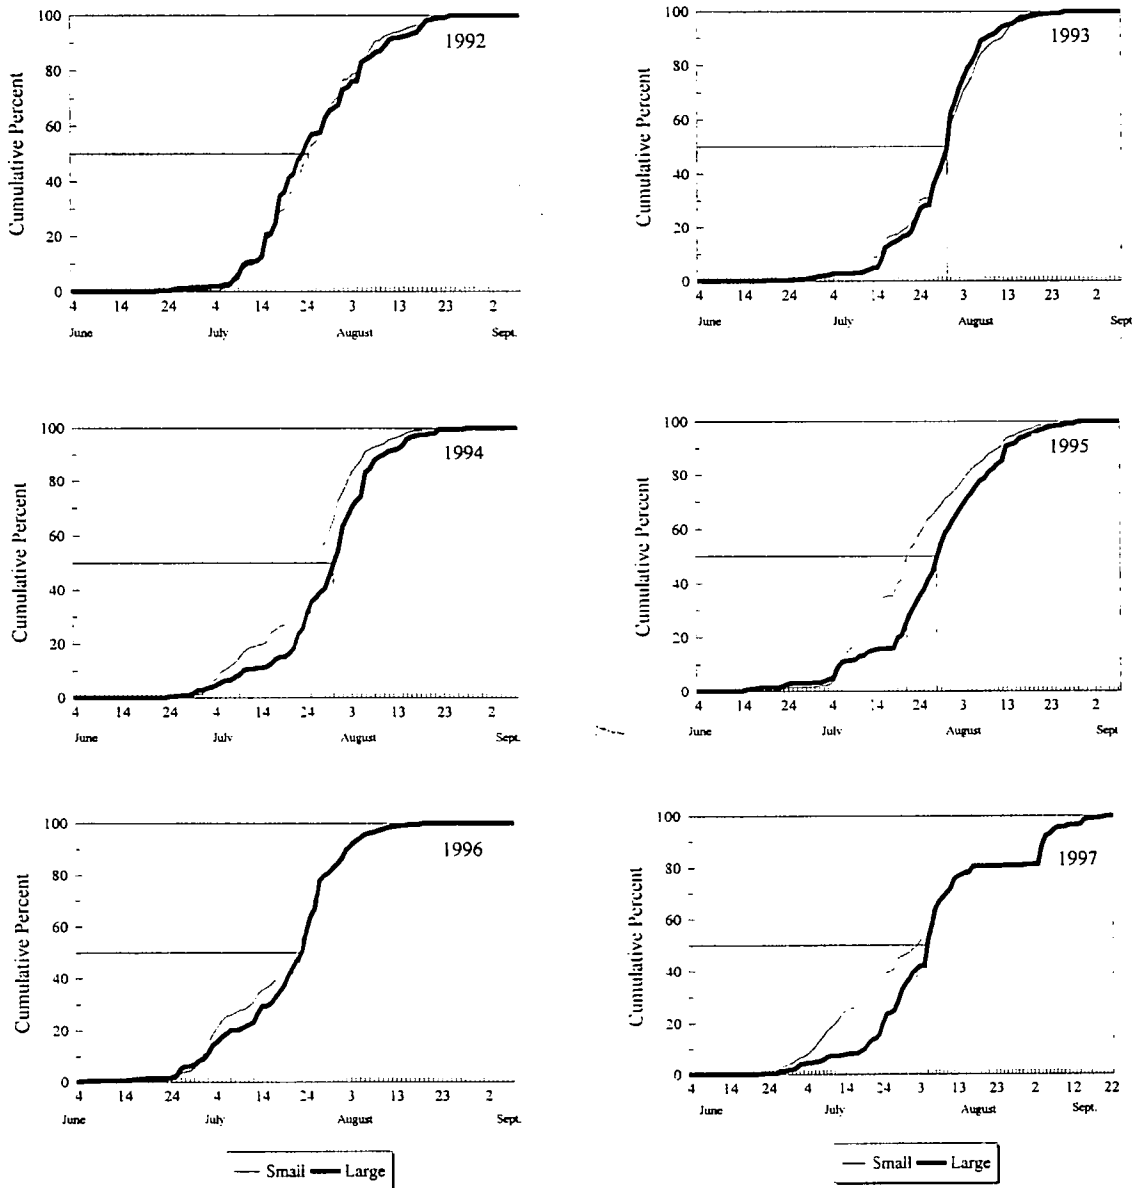 100
80
60
40
20
0
Cumulative Percent
1992
4 14 24 4 14 24 3 13 23 2
June July August Sept.
100
80
60
40
20
0
Cumulative Percent
1993
4 14 24 4 14 24 3 13 23 2
June July August Sept
100
80
60
40
20
0
Cumulative Percent
1994
4 14 24 4 14 24 3 13 23 2
June July August Sept.
100
80
60
40
20
0
Cumulative Percent
1995
4 14 24 4 14 24 3 13 23 2
June July August Sept
100
80
60
40
20
0
Cumulative Percent
1996
4 14 24 4 14 24 3 13 23 2
June July August Sept.
100
80
60
40
20
0
Cumulative Percent
1997
4 14 24 4 14 24 3 13 23 2 12 22
June July August Sept.
Small Large
Small Large